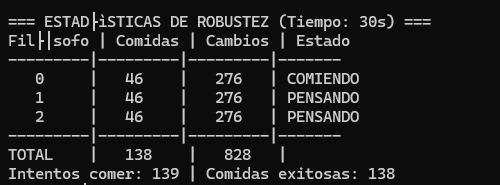 === ESTAD├ìSTICAS DE ROBUSTEZ (Tiempo: 30s) ===
Fil├│sofo | Comidas | Cambios | Estado
---------|---------|---------|-------
0 | 46 | 276 | COMIENDO
1 | 46 | 276 | PENSANDO
2 | 46 | 276 | PENSANDO
---------|---------|---------|-------
TOTAL | 138 | 828 |
Intentos comer: 139 | Comidas exitosas: 138